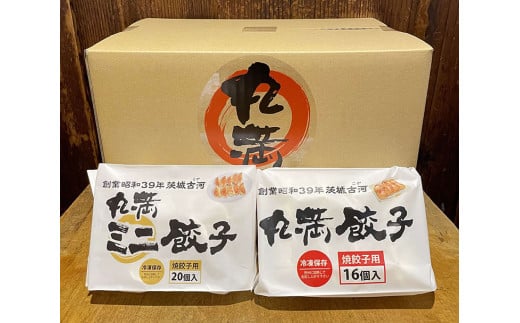 丸満
創業昭和39年茨城古河
丸満
ミニ餃子
冷凍保存
焼餃子用
20個入
創業昭和39年茨城古河
丸満餃子
冷凍保存
焼餃子用
16個入